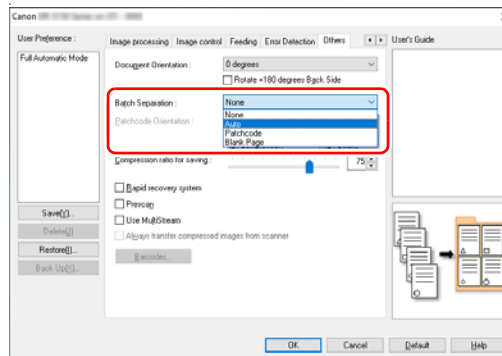 Canon
User Preference :
Full Automatic Mode
Save(V)...
Delete(J)
Restore(L)...
Back Up(X)...
Image processing
Image control
Feeding
Error Detection
Others
Document Orientation :
0 degrees
Rotate +180 degrees Back Side
Batch Separation :
None
None
Auto
Patchcode
Blank Page
Patchcode Orientation :
Compression ratio for saving :
75
Rapid recovery system
Prescan
Use MultiStream
Always transfer compressed images from scanner
Barcodes...
User's Guide
OK
Cancel
Default
Help